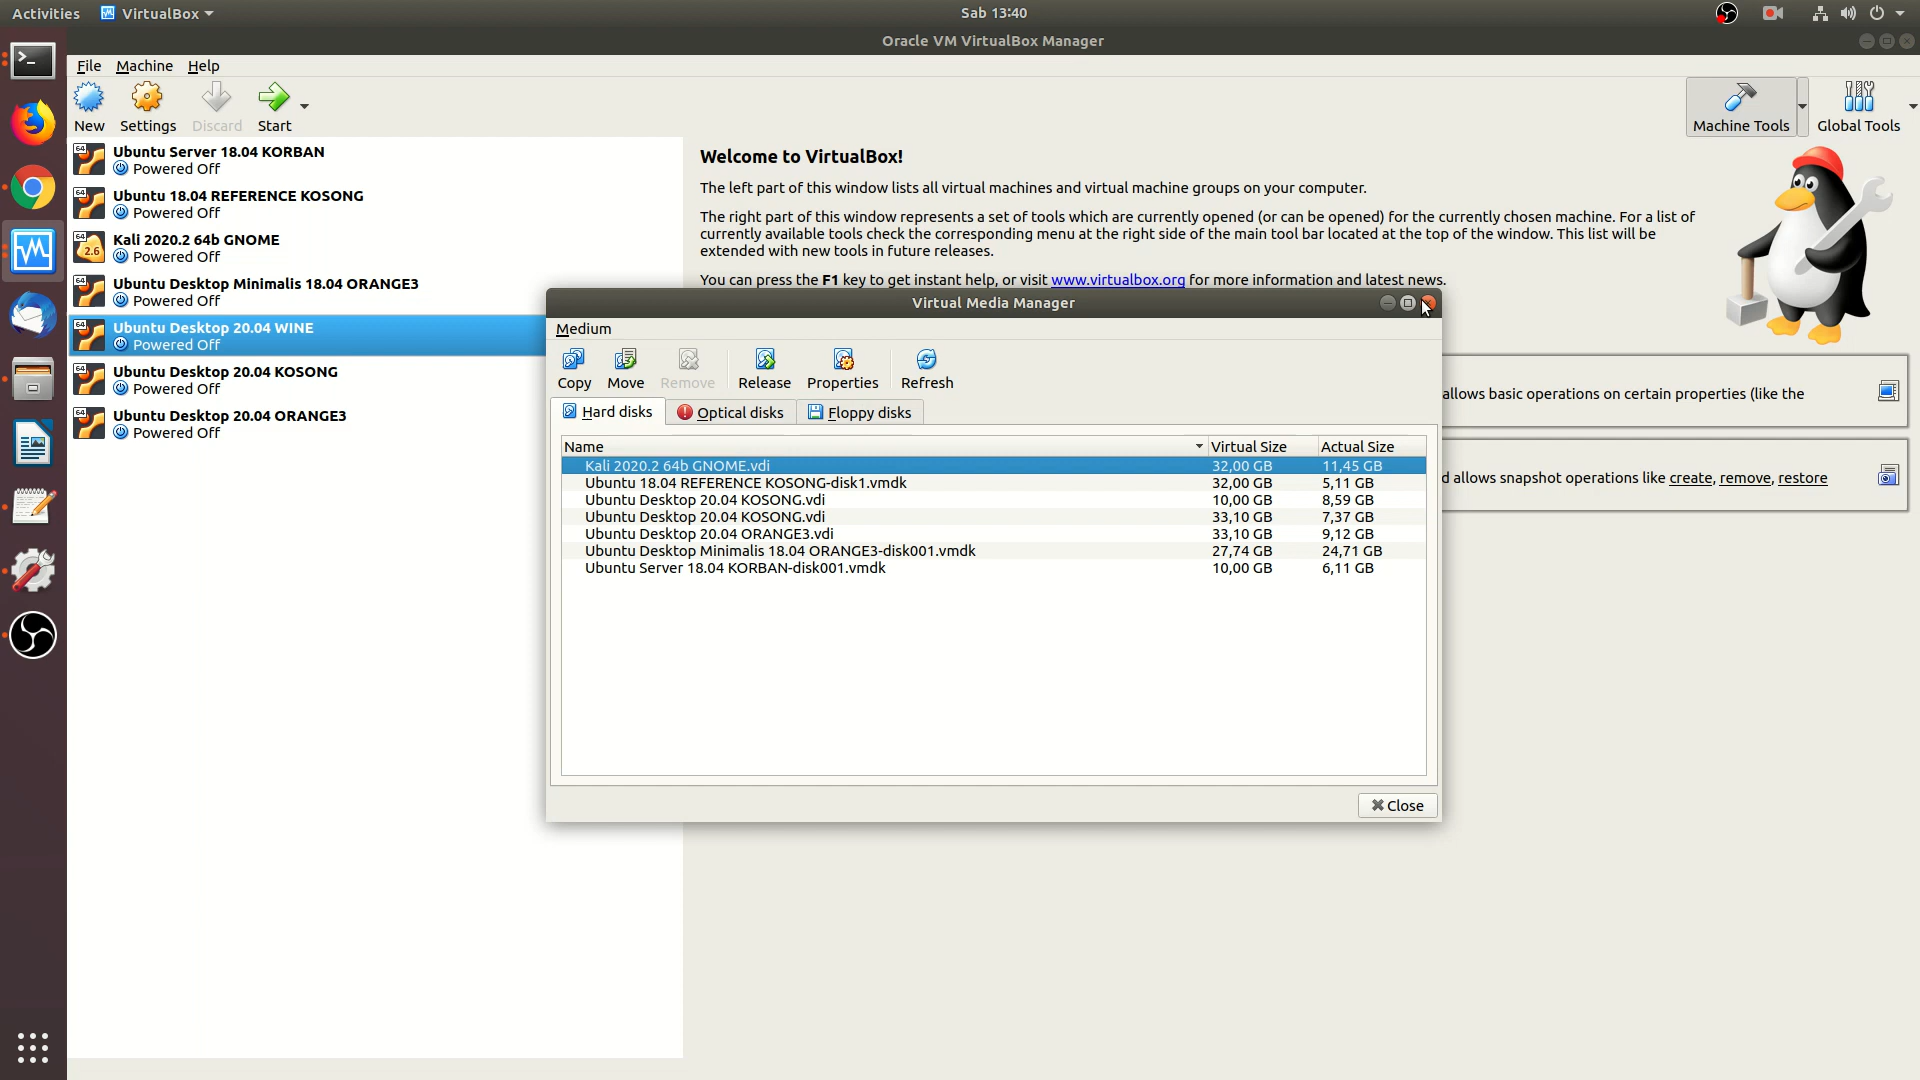 Activities VirtualBox Sab 13:40
Oracle VM VirtualBox Manager
File Machine Help
New Settings Discard Start Machine Tools Global Tools
64 Ubuntu Server 18.04 KORBAN
Powered Off
64 Ubuntu 18.04 REFERENCE KOSONG
Powered Off
64 2.6 Kali 2020.2 64b GNOME
Powered Off
64 Ubuntu Desktop Minimalis 18.04 ORANGE3
Powered Off
64 Ubuntu Desktop 20.04 WINE
Powered Off
64 Ubuntu Desktop 20.04 KOSONG
Powered Off
64 Ubuntu Desktop 20.04 ORANGE3
Powered Off
Welcome to VirtualBox!
The left part of this window lists all virtual machines and virtual machine groups on your computer.
The right part of this window represents a set of tools which are currently opened (or can be opened) for the currently chosen machine. For a list of
currently available tools check the corresponding menu at the right side of the main tool bar located at the top of the window. This list will be
extended with new tools in future releases.
You can press the F1 key to get instant help, or visit www.virtualbox.org for more information and latest news.
allows basic operations on certain properties (like the
d allows snapshot operations like create, remove, restore
Virtual Media Manager
Medium
Copy Move Remove Release Properties Refresh
Hard disks Optical disks Floppy disks
Name Virtual Size Actual Size
Kali 2020.2 64b GNOME.vdi 32,00 GB 11,45 GB
Ubuntu 18.04 REFERENCE KOSONG-disk1.vmdk 32,00 GB 5,11 GB
Ubuntu Desktop 20.04 KOSONG.vdi 10,00 GB 8,59 GB
Ubuntu Desktop 20.04 KOSONG.vdi 33,10 GB 7,37 GB
Ubuntu Desktop 20.04 ORANGE3.vdi 33,10 GB 9,12 GB
Ubuntu Desktop Minimalis 18.04 ORANGE3-disk001.vmdk 27,74 GB 24,71 GB
Ubuntu Server 18.04 KORBAN-disk001.vmdk 10,00 GB 6,11 GB
Close